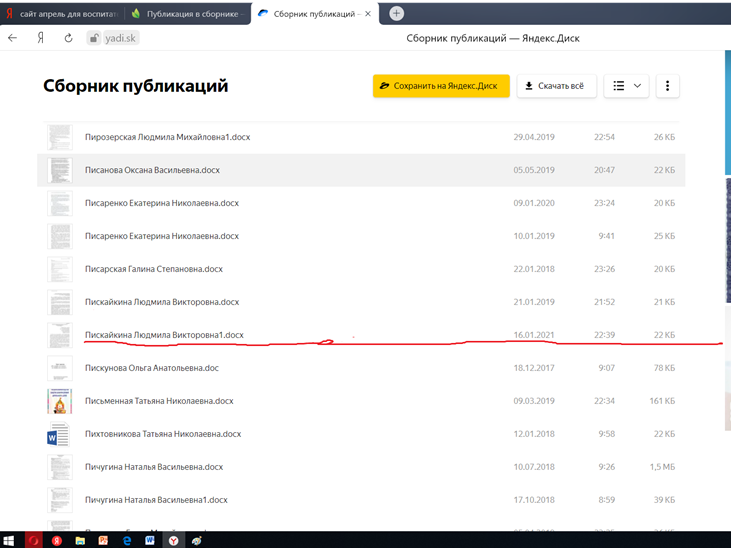 сайт апрель для воспитат
Публикация в сборнике
Сборник публикаций —
yadi.sk
Сборник публикаций — Яндекс.Диск
Сборник публикаций
Сохранить на Яндекс.Диск
Скачать всё
Пирозерская Людмила Михайловна1.docx 29.04.2019 22:54 26 КБ
Писанова Оксана Васильевна.docx 05.05.2019 20:47 22 КБ
Писаренко Екатерина Николаевна.docx 09.01.2020 23:24 20 КБ
Писаренко Екатерина Николаевна.docx 10.01.2019 9:41 25 КБ
Писарская Галина Степановна.docx 22.01.2018 23:26 20 КБ
Пискайкина Людмила Викторовна.docx 21.01.2019 21:52 21 КБ
Пискайкина Людмила Викторовна1.docx 16.01.2021 22:39 22 КБ
Пискунова Ольга Анатольевна.doc 18.12.2017 9:07 78 КБ
Письменная Татьяна Николаевна.docx 09.03.2019 22:34 161 КБ
Пихтовникова Татьяна Николаевна.docx 12.01.2018 9:58 22 КБ
Пичугина Наталья Васильевна.docx 10.07.2018 9:26 1,5 МБ
Пичугина Наталья Васильевна1.docx 17.10.2018 8:59 39 КБ